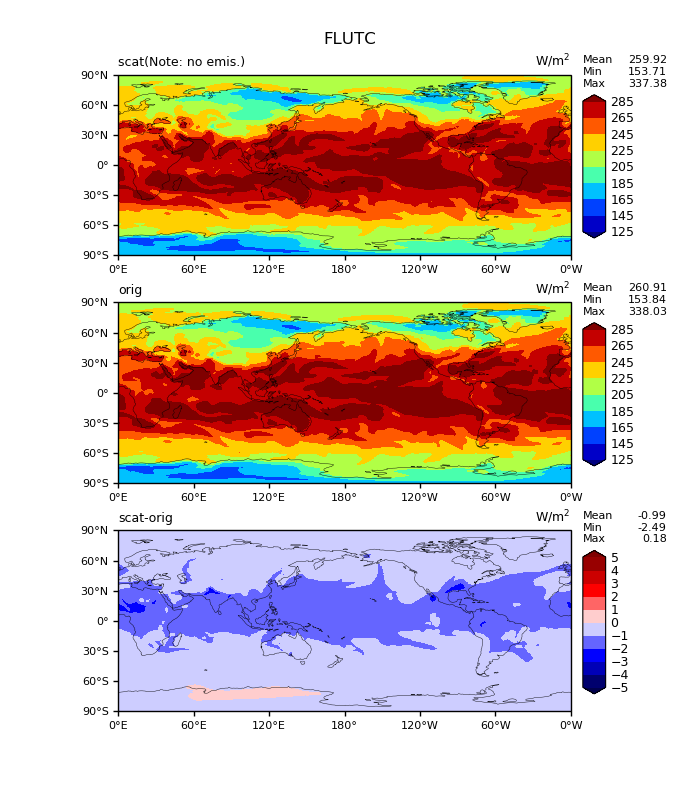 FLUTC
scat(Note: no emis.) W/m²
Mean 259.92
Min 153.71
Max 337.38
90°N
60°N
30°N
0°
30°S
60°S
90°S
0°E 60°E 120°E 180° 120°W 60°W 0°W
285
265
245
225
205
185
165
145
125
orig W/m²
Mean 260.91
Min 153.84
Max 338.03
90°N
60°N
30°N
0°
30°S
60°S
90°S
0°E 60°E 120°E 180° 120°W 60°W 0°W
285
265
245
225
205
185
165
145
125
scat-orig W/m²
Mean -0.99
Min -2.49
Max 0.18
90°N
60°N
30°N
0°
30°S
60°S
90°S
0°E 60°E 120°E 180° 120°W 60°W 0°W
5
4
3
2
1
0
−1
−2
−3
−4
−5